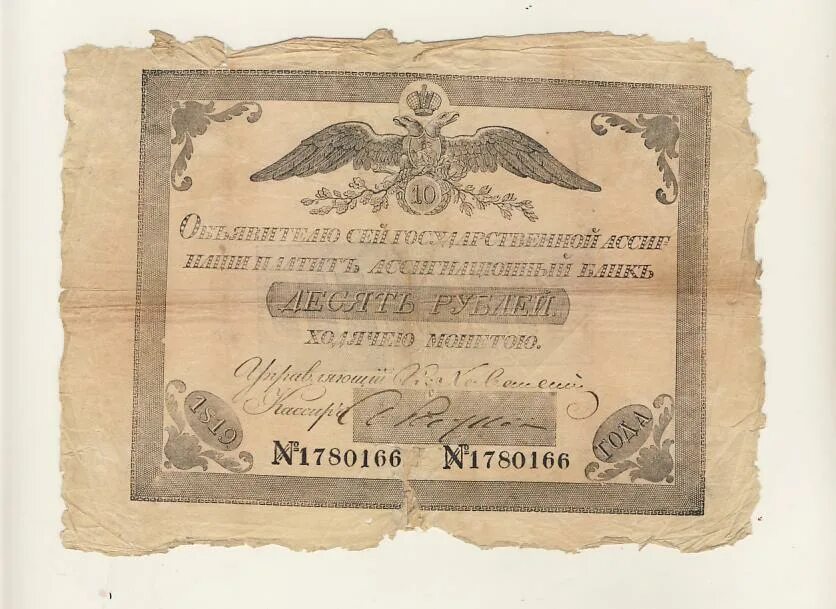 10
ОБЪЯВИТЕЛЮ СЕЙ ГОСУДАРСТВЕННОЙ АССИГ
НАЦІИ ПЛАТИТЪ АССИГНАЦІОННЫЙ БАНКЪ
ДЕСЯТЬ РУБЛЕЙ.
ХОДЯЧЕЮ МОНЕТОЮ.
Управляющій
Кассиръ
1819 ГОДА
№1780166 №1780166